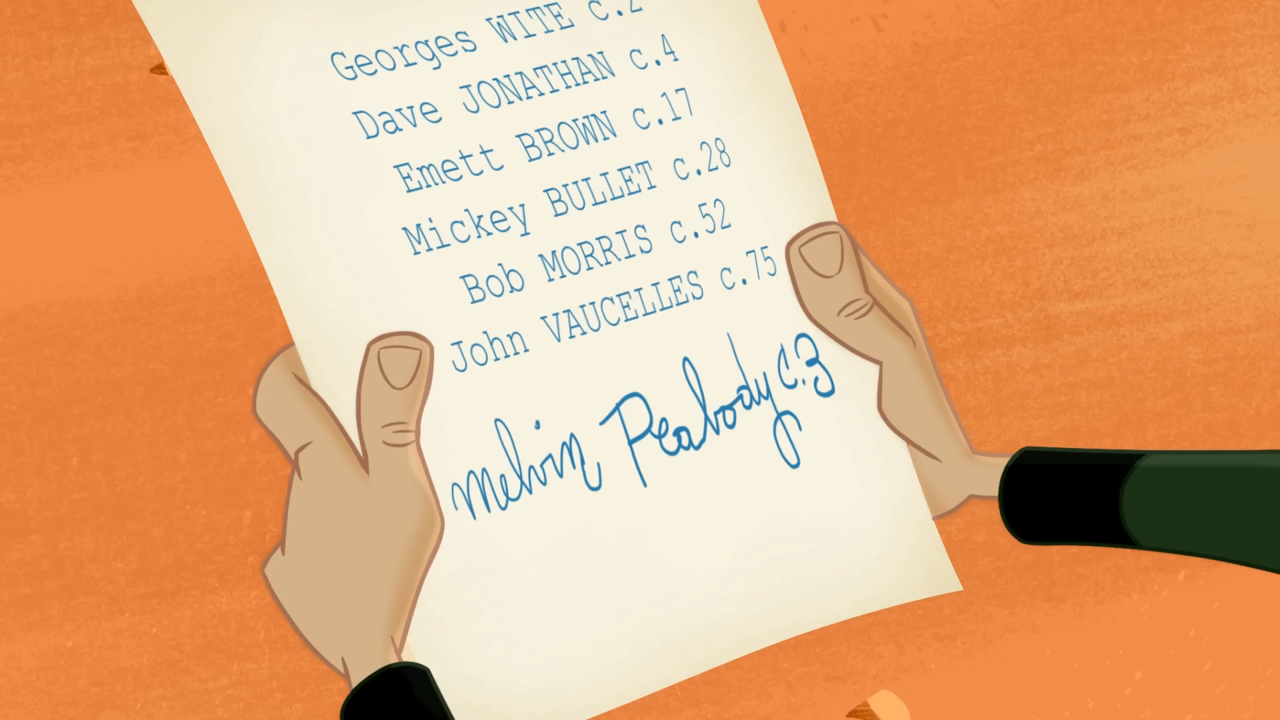 Georges WITE c.2
Dave JONATHAN c.4
Emett BROWN c.17
Mickey BULLET c.28
Bob MORRIS c.52
John VAUCELLES c.75
Melvin Peabody c.3